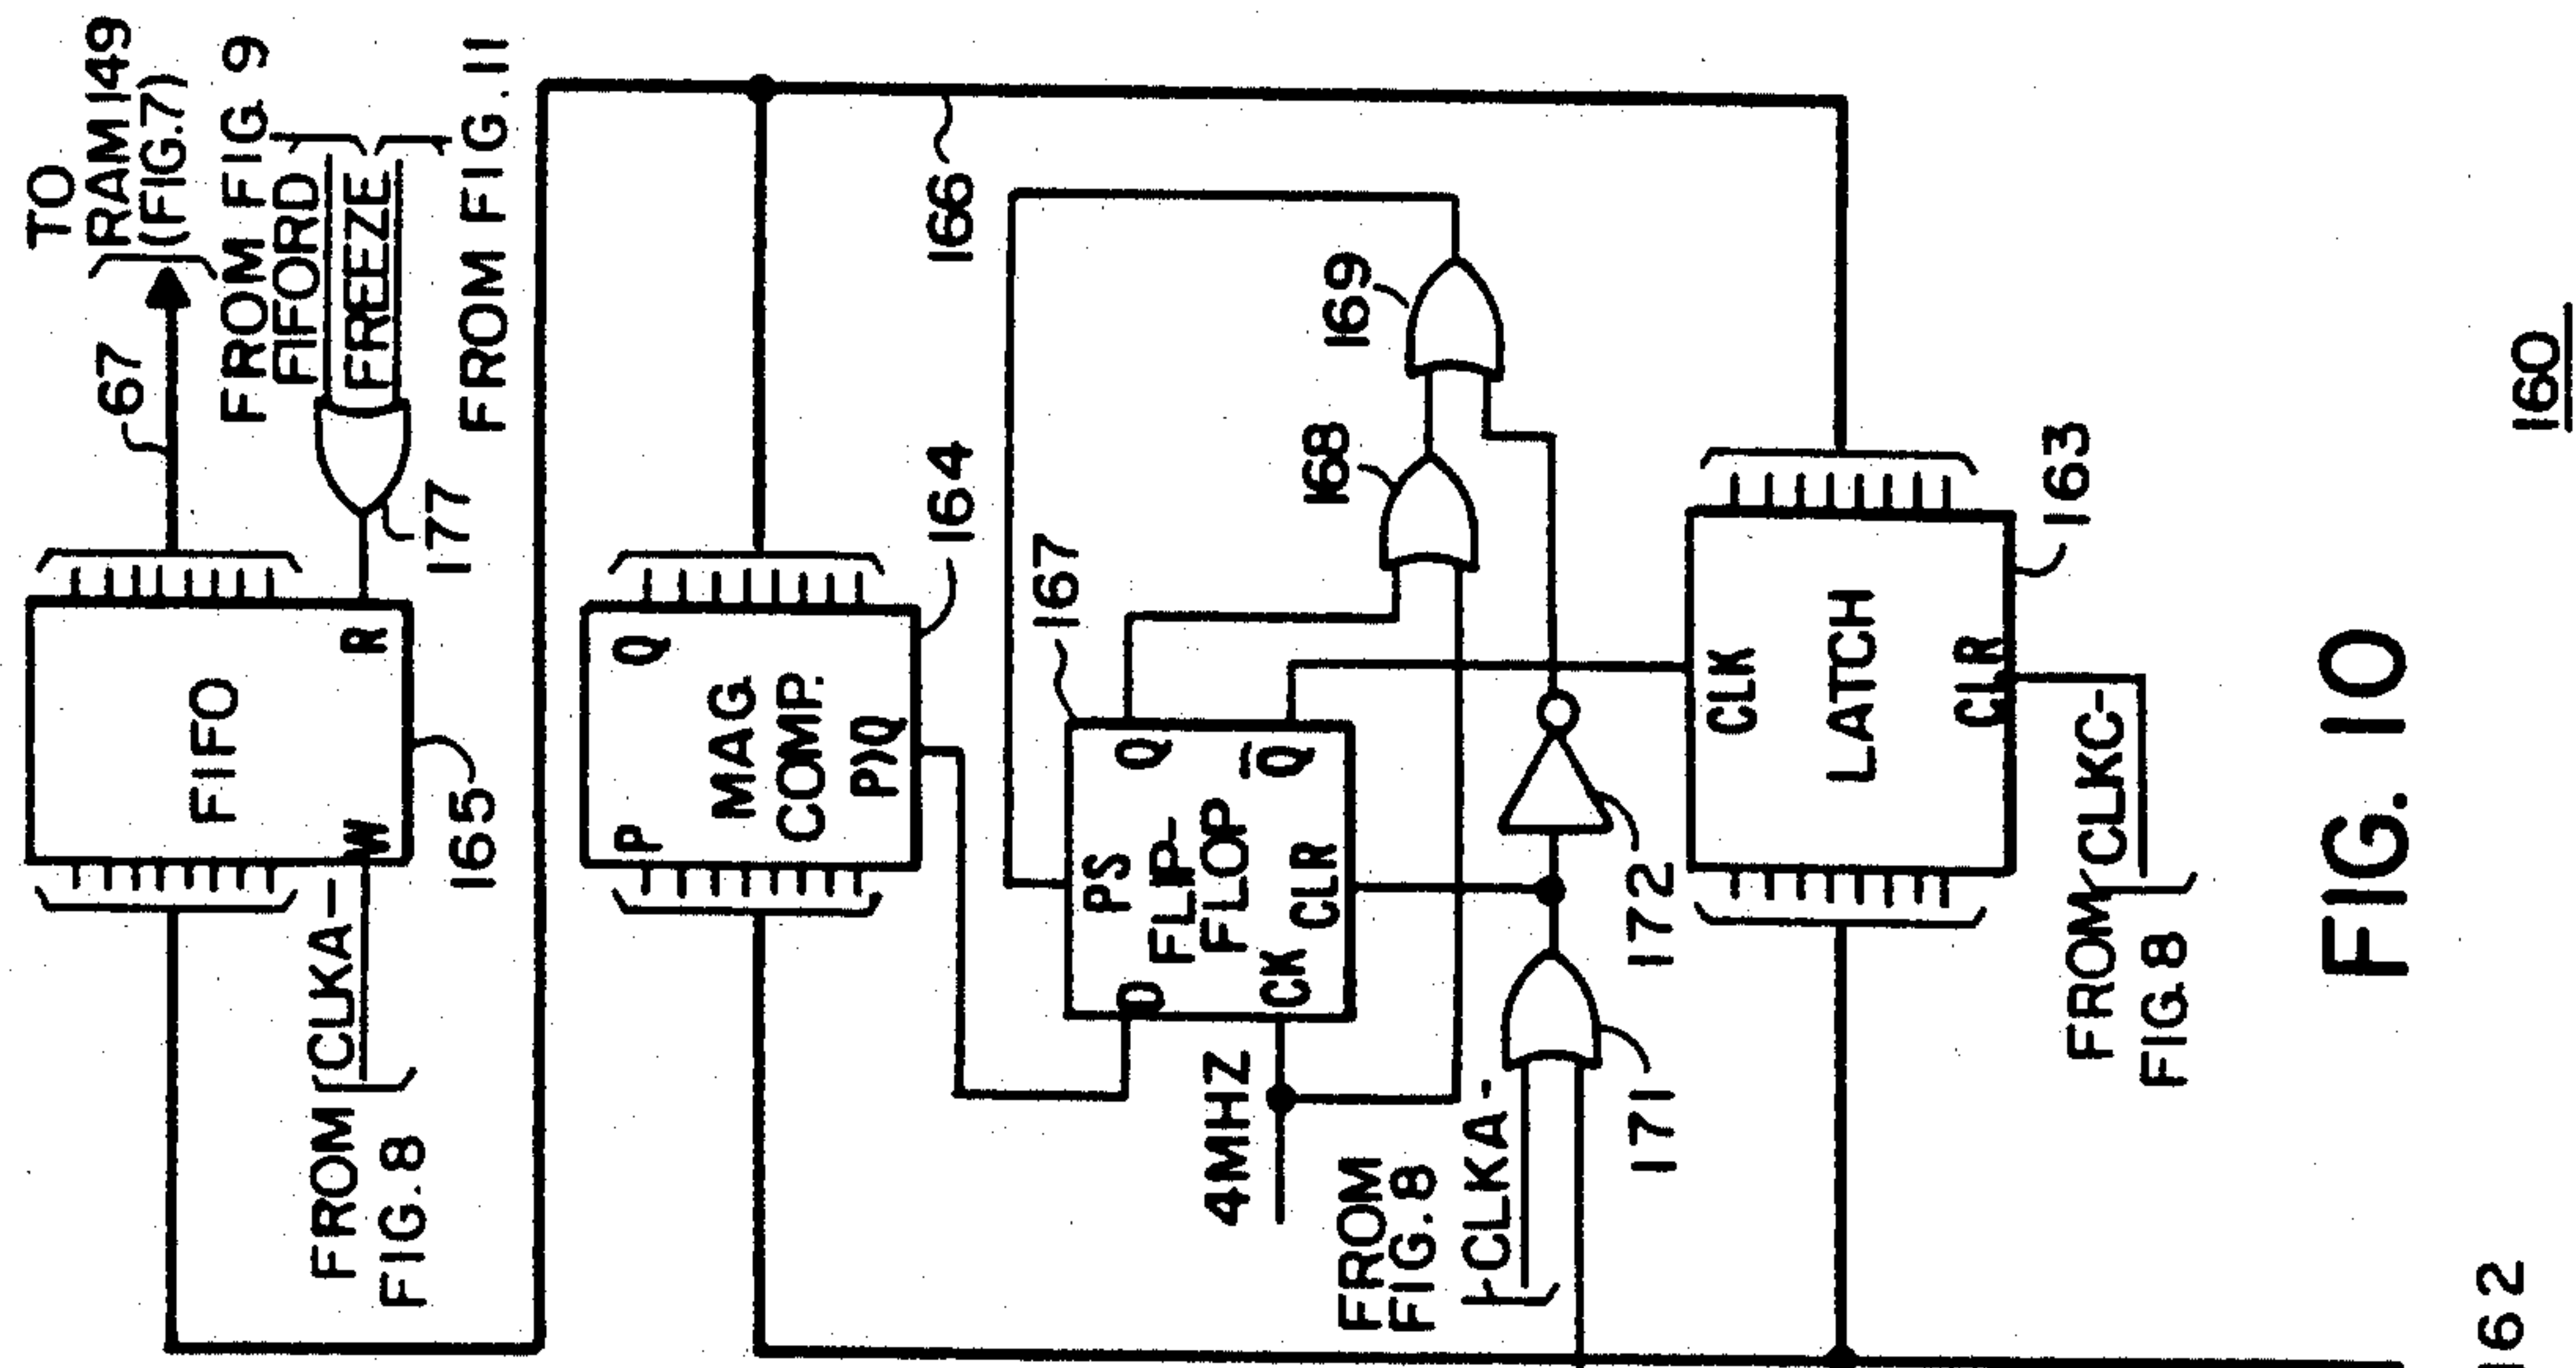 TO
RAM 149
(FIG.7)
67
FROM FIG 9
FIFORD
FREEZE
FROM FIG. 11
177
FIFO
W
R
165
CLKA-
FROM
FIG.8
166
P
Q
MAG
COMP.
P>Q
164
167
PS
D
Q
FLIP-
FLOP
Q̅
CK
CLR
4MHZ
168
169
FROM
FIG.8
CLKA-
171
172
CLK
LATCH
CLR
163
CLKC-
FROM
FIG.8
FIG. 10
160
162